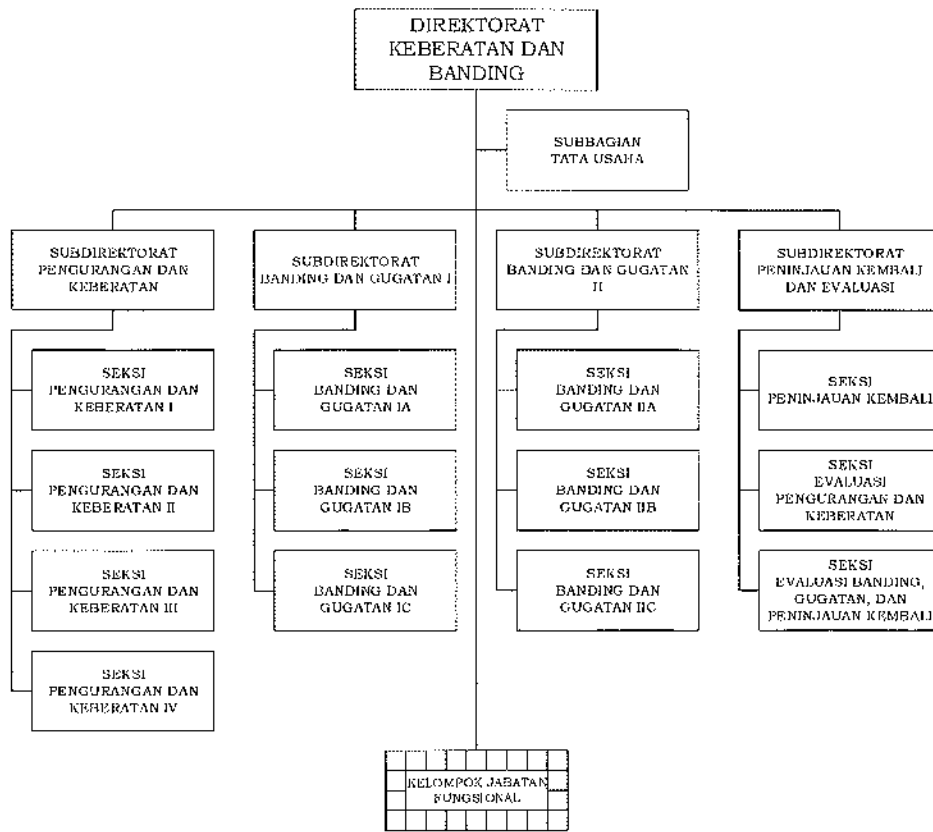 DIREKTORAT
KEBERATAN DAN
BANDING
SUBBAGIAN
TATA USAHA
SUBDIREKTORAT
PENGURANGAN DAN
KEBERATAN
SUBDIREKTORAT
BANDING DAN GUGATAN I
SUBDIREKTORAT
BANDING DAN GUGATAN
II
SUBDIREKTORAT
PENINJAUAN KEMBALI
DAN EVALUASI
SEKSI
PENGURANGAN DAN
KEBERATAN I
SEKSI
PENGURANGAN DAN
KEBERATAN II
SEKSI
PENGURANGAN DAN
KEBERATAN III
SEKSI
PENGURANGAN DAN
KEBERATAN IV
SEKSI
BANDING DAN
GUGATAN IA
SEKSI
BANDING DAN
GUGATAN IB
SEKSI
BANDING DAN
GUGATAN IC
SEKSI
BANDING DAN
GUGATAN IIA
SEKSI
BANDING DAN
GUGATAN IIB
SEKSI
BANDING DAN
GUGATAN IIC
SEKSI
PENINJAUAN KEMBALI
SEKSI
EVALUASI
PENGURANGAN DAN
KEBERATAN
SEKSI
EVALUASI BANDING,
GUGATAN, DAN
PENINJAUAN KEMBALI
KELOMPOK JABATAN
FUNGSIONAL